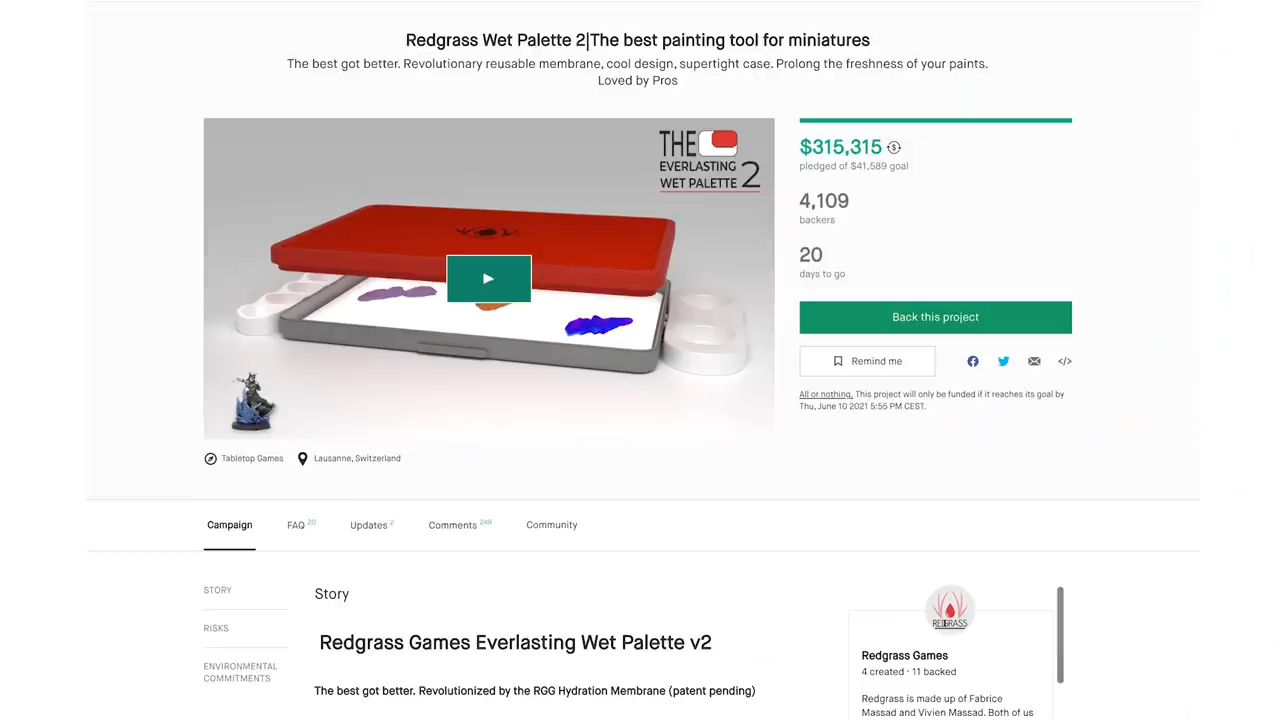 Redgrass Wet Palette 2|The best painting tool for miniatures
The best got better. Revolutionary reusable membrane, cool design, supertight case. Prolong the freshness of your paints.
Loved by Pros
THE
EVERLASTING
WET PALETTE 2
$315,315
pledged of $41,589 goal
4,109
backers
20
days to go
Back this project
Remind me
</>
All or nothing. This project will only be funded if it reaches its goal by
Thu, June 10 2021 5:55 PM CEST.
Tabletop Games
Lausanne, Switzerland
Campaign
FAQ 20
Updates 2
Comments 249
Community
STORY
RISKS
ENVIRONMENTAL
COMMITMENTS
Story
Redgrass Games Everlasting Wet Palette v2
The best got better. Revolutionized by the RGG Hydration Membrane (patent pending)
REDGRASS
Redgrass Games
4 created · 11 backed
Redgrass is made up of Fabrice
Massad and Vivien Massad. Both of us